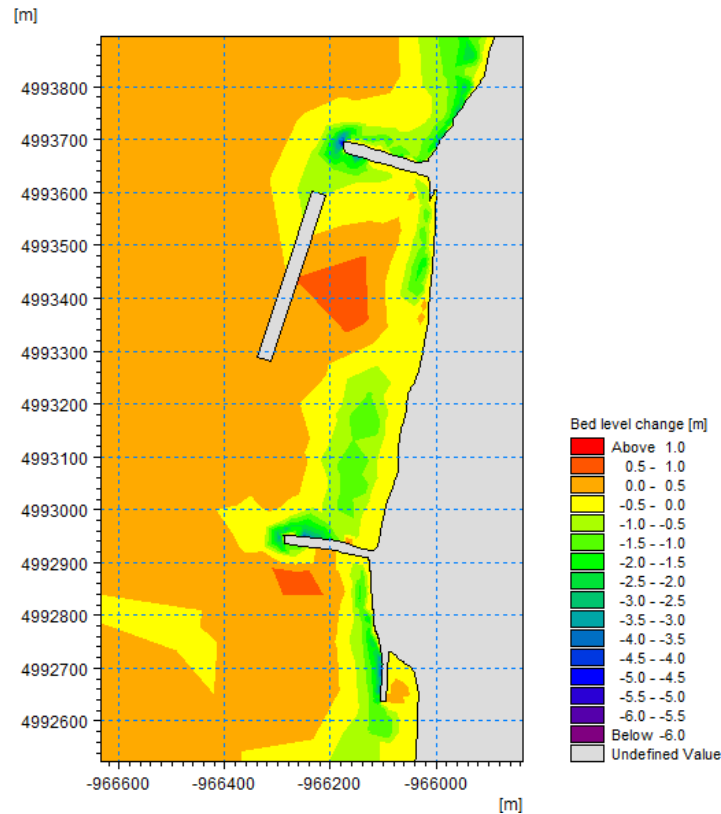 [m]
4993800
4993700
4993600
4993500
4993400
4993300
4993200
4993100
4993000
4992900
4992800
4992700
4992600
-966600 -966400 -966200 -966000
[m]
Bed level change [m]
Above 1.0
0.5 - 1.0
0.0 - 0.5
-0.5 - 0.0
-1.0 - -0.5
-1.5 - -1.0
-2.0 - -1.5
-2.5 - -2.0
-3.0 - -2.5
-3.5 - -3.0
-4.0 - -3.5
-4.5 - -4.0
-5.0 - -4.5
-5.5 - -5.0
-6.0 - -5.5
Below -6.0
Undefined Value